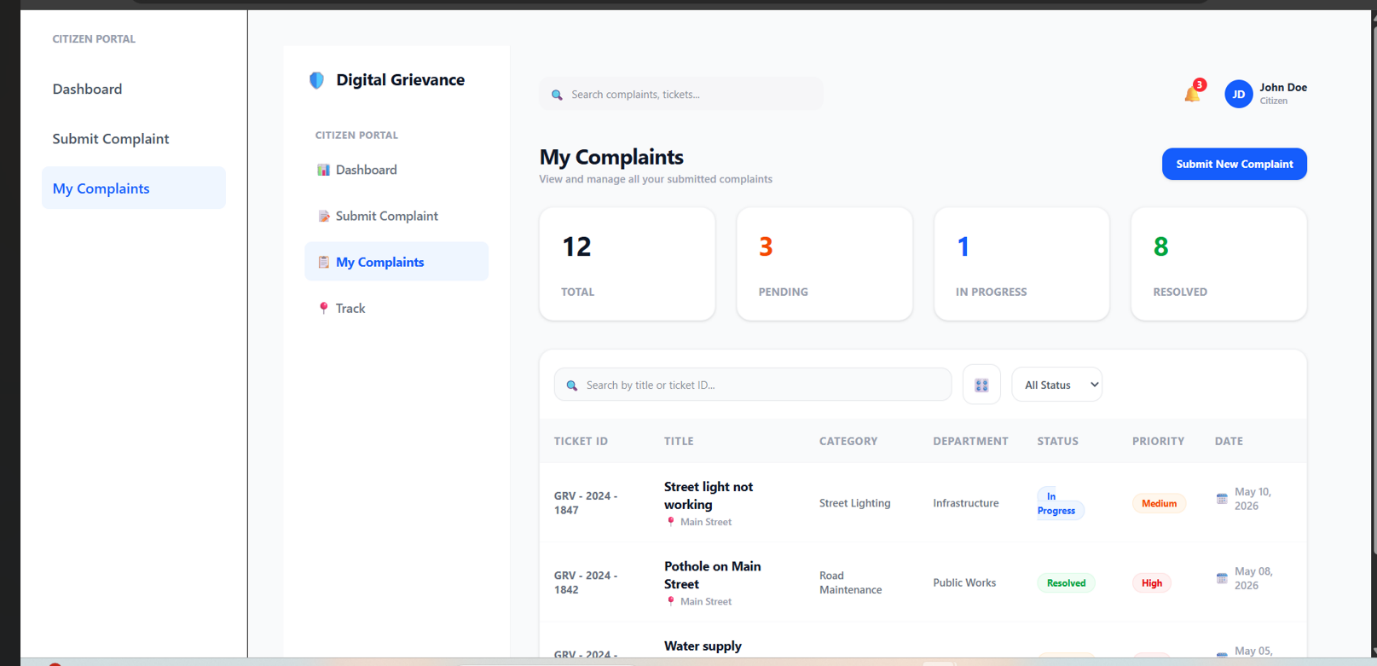 CITIZEN PORTAL
Dashboard
Submit Complaint
My Complaints
Digital Grievance
CITIZEN PORTAL
Dashboard
Submit Complaint
My Complaints
Track
Search complaints, tickets...
3
JD
John Doe
Citizen
My Complaints
View and manage all your submitted complaints
Submit New Complaint
12
TOTAL
3
PENDING
1
IN PROGRESS
8
RESOLVED
Search by title or ticket ID...
All Status
TICKET ID TITLE CATEGORY DEPARTMENT STATUS PRIORITY DATE
GRV - 2024 -
1847
Street light not
working
Main Street
Street Lighting
Infrastructure
In
Progress
Medium
May 10,
2026
GRV - 2024 -
1842
Pothole on Main
Street
Main Street
Road
Maintenance
Public Works
Resolved
High
May 08,
2026
GRV - 2024 -
Water supply
May 05,